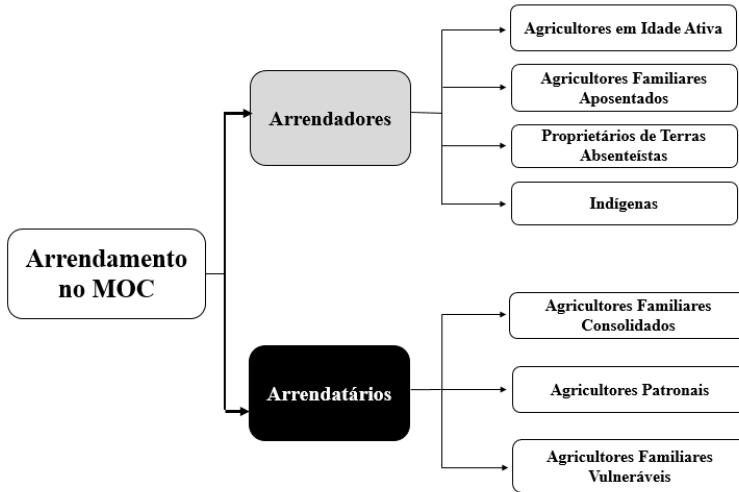 Agricultores em Idade Ativa
Agricultores Familiares
Aposentados
Arrendadores
Proprietários de Terras
Absenteístas
Indígenas
Arrendamento
no MOC
Agricultores Familiares
Consolidados
Arrendatários
Agricultores Patronais
Agricultores Familiares
Vulneráveis